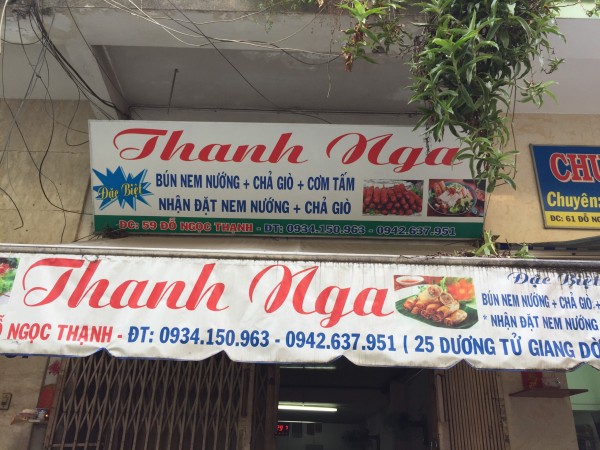 Thanh Nga
Đặc Biệt
BÚN NEM NƯỚNG + CHẢ GIÒ + CƠM TẤM
NHẬN ĐẶT NEM NƯỚNG + CHẢ GIÒ
ĐC: 59 ĐỖ NGỌC THẠNH - ĐT: 0934.150.963 - 0942.637.951
CHU
Chuyên:
ĐC: 61 ĐỖ N
Thanh Nga
Đặc Biệ
BÚN NEM NƯỚNG + CHẢ GIÒ
* NHẬN ĐẶT NEM NƯỚNG
Ỗ NGỌC THẠNH - ĐT: 0934.150.963 - 0942.637.951 ( 25 DƯƠNG TỬ GIANG DỜ